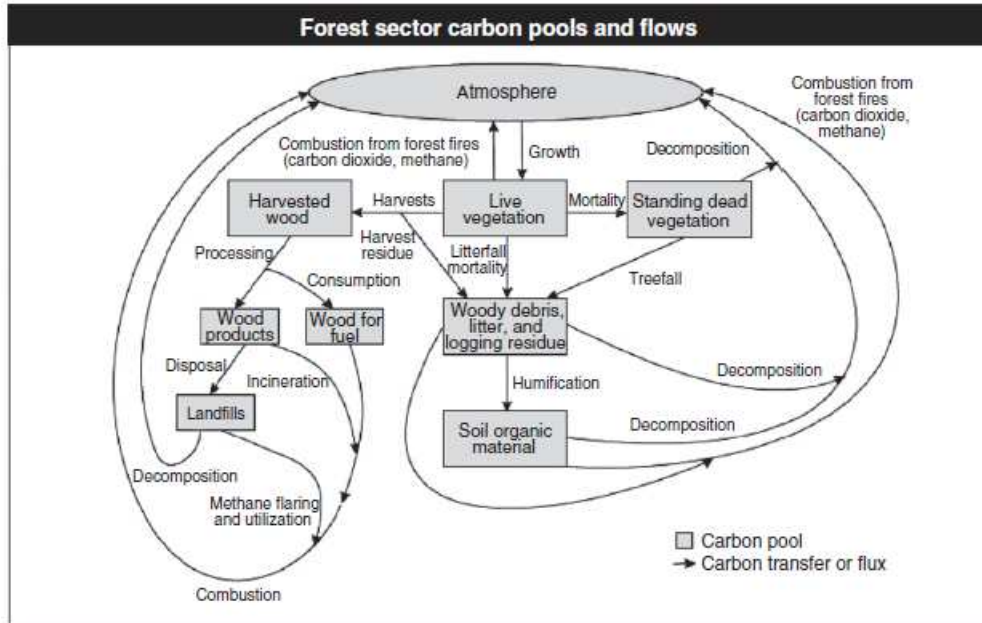 Forest sector carbon pools and flows
Atmosphere
Combustion from
forest fires
(carbon dioxide,
methane)
Combustion from forest fires
(carbon dioxide, methane)
Growth
Decomposition
Harvested
wood
Harvests
Live
vegetation
Mortality
Standing dead
vegetation
Harvest
residue
Litterfall
mortality
Processing
Consumption
Treefall
Wood
products
Wood for
fuel
Woody debris,
litter, and
logging residue
Disposal
Incineration
Humification
Decomposition
Landfills
Soil organic
material
Decomposition
Decomposition
Methane flaring
and utilization
Combustion
Carbon pool
Carbon transfer or flux